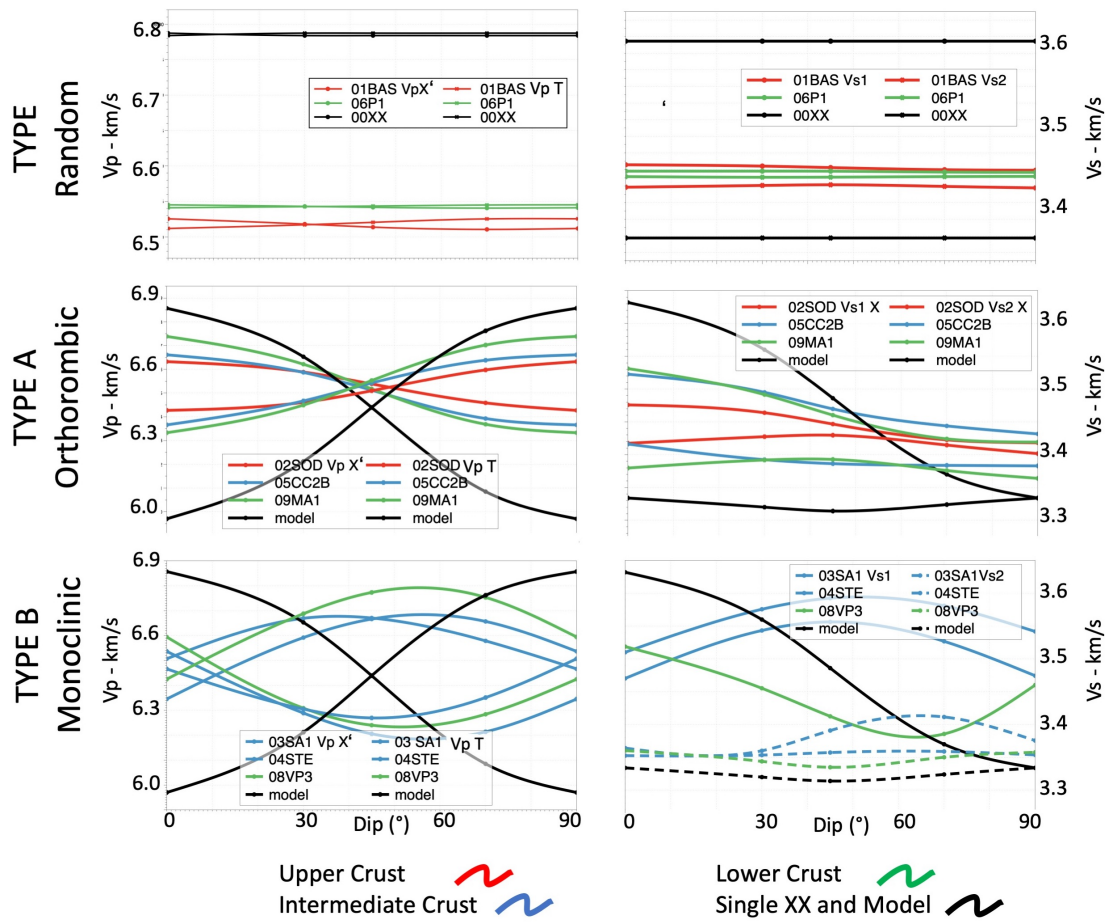 TYPE
Random
Vp - km/s
6.8
6.7
6.6
6.5
01BAS VpX‘ 01BAS Vp T
06P1 06P1
00XX 00XX
01BAS Vs1 01BAS Vs2
06P1 06P1
00XX 00XX
‘
3.6
3.5
3.4
Vs - km/s
TYPE A
Orthorombic
Vp - km/s
6.9
6.6
6.3
6.0
02SOD Vp X‘ 02SOD Vp T
05CC2B 05CC2B
09MA1 09MA1
model model
02SOD Vs1 X 02SOD Vs2 X
05CC2B 05CC2B
09MA1 09MA1
model model
3.6
3.5
3.4
3.3
Vs - km/s
TYPE B
Monoclinic
Vp - km/s
6.9
6.6
6.3
6.0
03SA1 Vp X‘ 03 SA1 Vp T
04STE 04STE
08VP3 08VP3
model model
03SA1 Vs1 03SA1Vs2
04STE 04STE
08VP3 08VP3
model model
3.6
3.5
3.4
3.3
Vs - km/s
0 30 Dip (°) 60 90
0 30 Dip (°) 60 90
Upper Crust
Intermediate Crust
Lower Crust
Single XX and Model